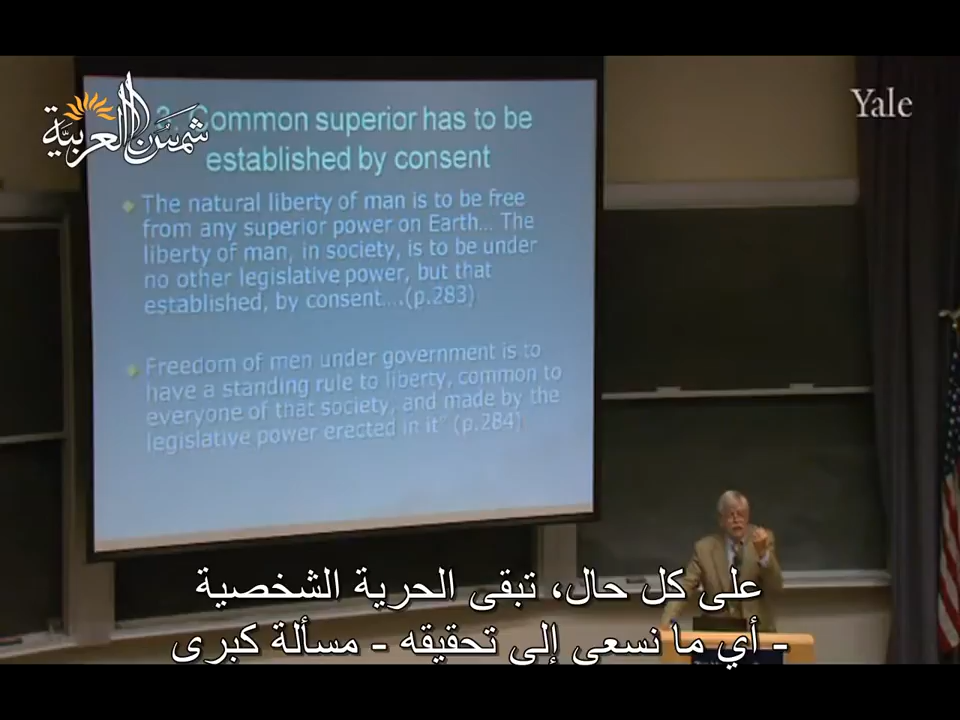 Yale
شمس العربية
Common superior has to be
established by consent
The natural liberty of man is to be free
from any superior power on Earth... The
liberty of man, in society, is to be under
no other legislative power, but that
established, by consent....(p.283)
Freedom of men under government is to
have a standing rule to liberty, common to
everyone of that society, and made by the
legislative power erected in it" (p.284)
على كل حال، تبقى الحرية الشخصية
- أي ما نسعى إلى تحقيقه - مسألة كبرى